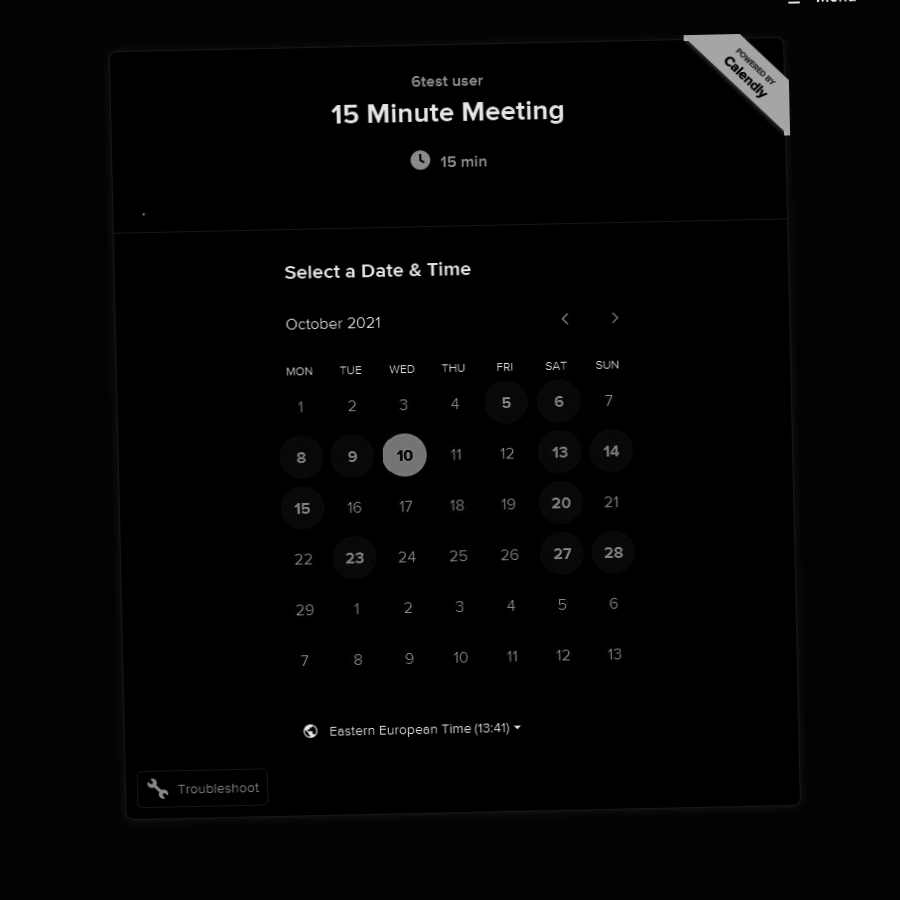 POWERED BY
Calendly
6test user
15 Minute Meeting
15 min
Select a Date & Time
October 2021
MON TUE WED THU FRI SAT SUN
1 2 3 4 5 6 7
8 9 10 11 12 13 14
15 16 17 18 19 20 21
22 23 24 25 26 27 28
29 1 2 3 4 5 6
7 8 9 10 11 12 13
Eastern European Time (13:41)
Troubleshoot